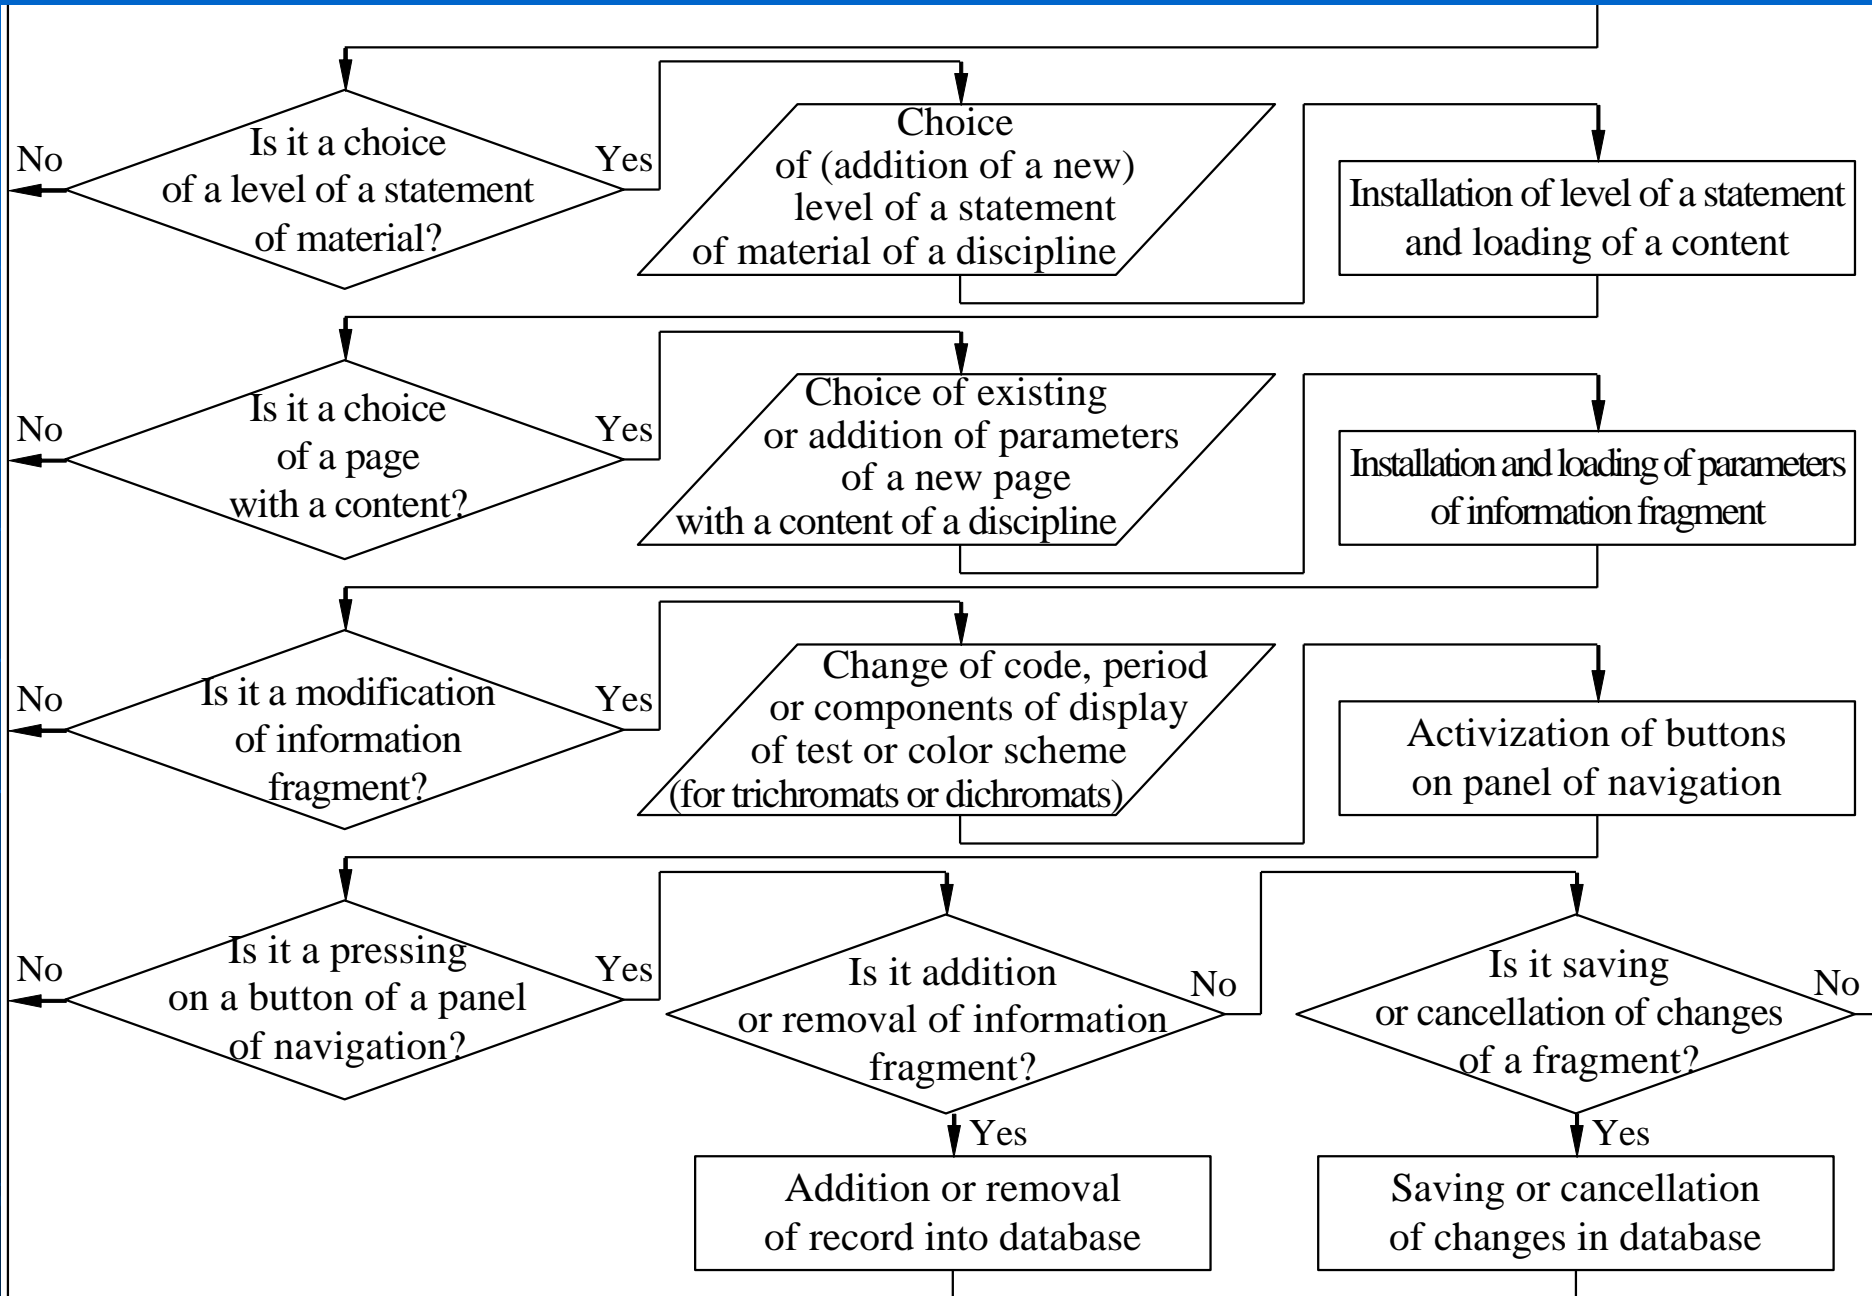 No
Is it a choice
of a level of a statement
of material?
Yes
Choice
of (addition of a new)
level of a statement
of material of a discipline
Installation of level of a statement
and loading of a content
No
Is it a choice
of a page
with a content?
Yes
Choice of existing
or addition of parameters
of a new page
with a content of a discipline
Installation and loading of parameters
of information fragment
No
Is it a modification
of information
fragment?
Yes
Change of code, period
or components of display
of test or color scheme
(for trichromats or dichromats)
Activization of buttons
on panel of navigation
No
Is it a pressing
on a button of a panel
of navigation?
Yes
Is it addition
or removal of information
fragment?
No
Is it saving
or cancellation of changes
of a fragment?
No
Yes
Addition or removal
of record into database
Yes
Saving or cancellation
of changes in database